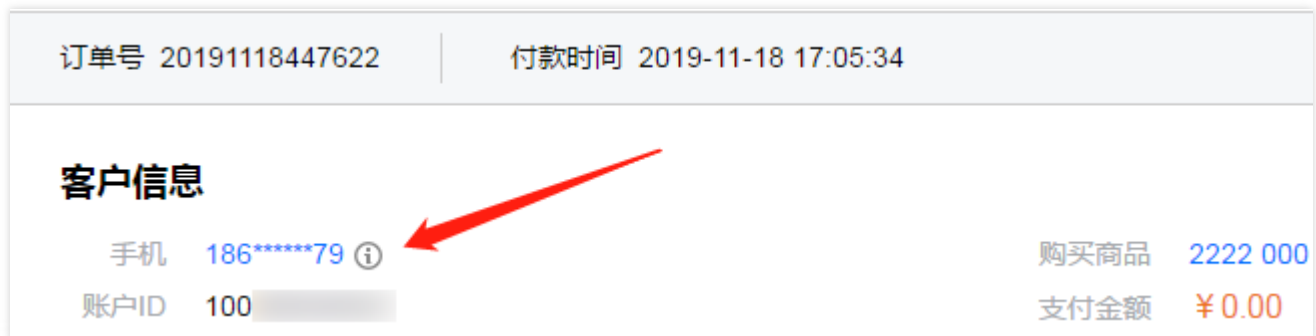 订单号 20191118447622 付款时间 2019-11-18 17:05:34
客户信息
手机 186******79 购买商品 2222 000
账户ID 100 支付金额 ¥0.00